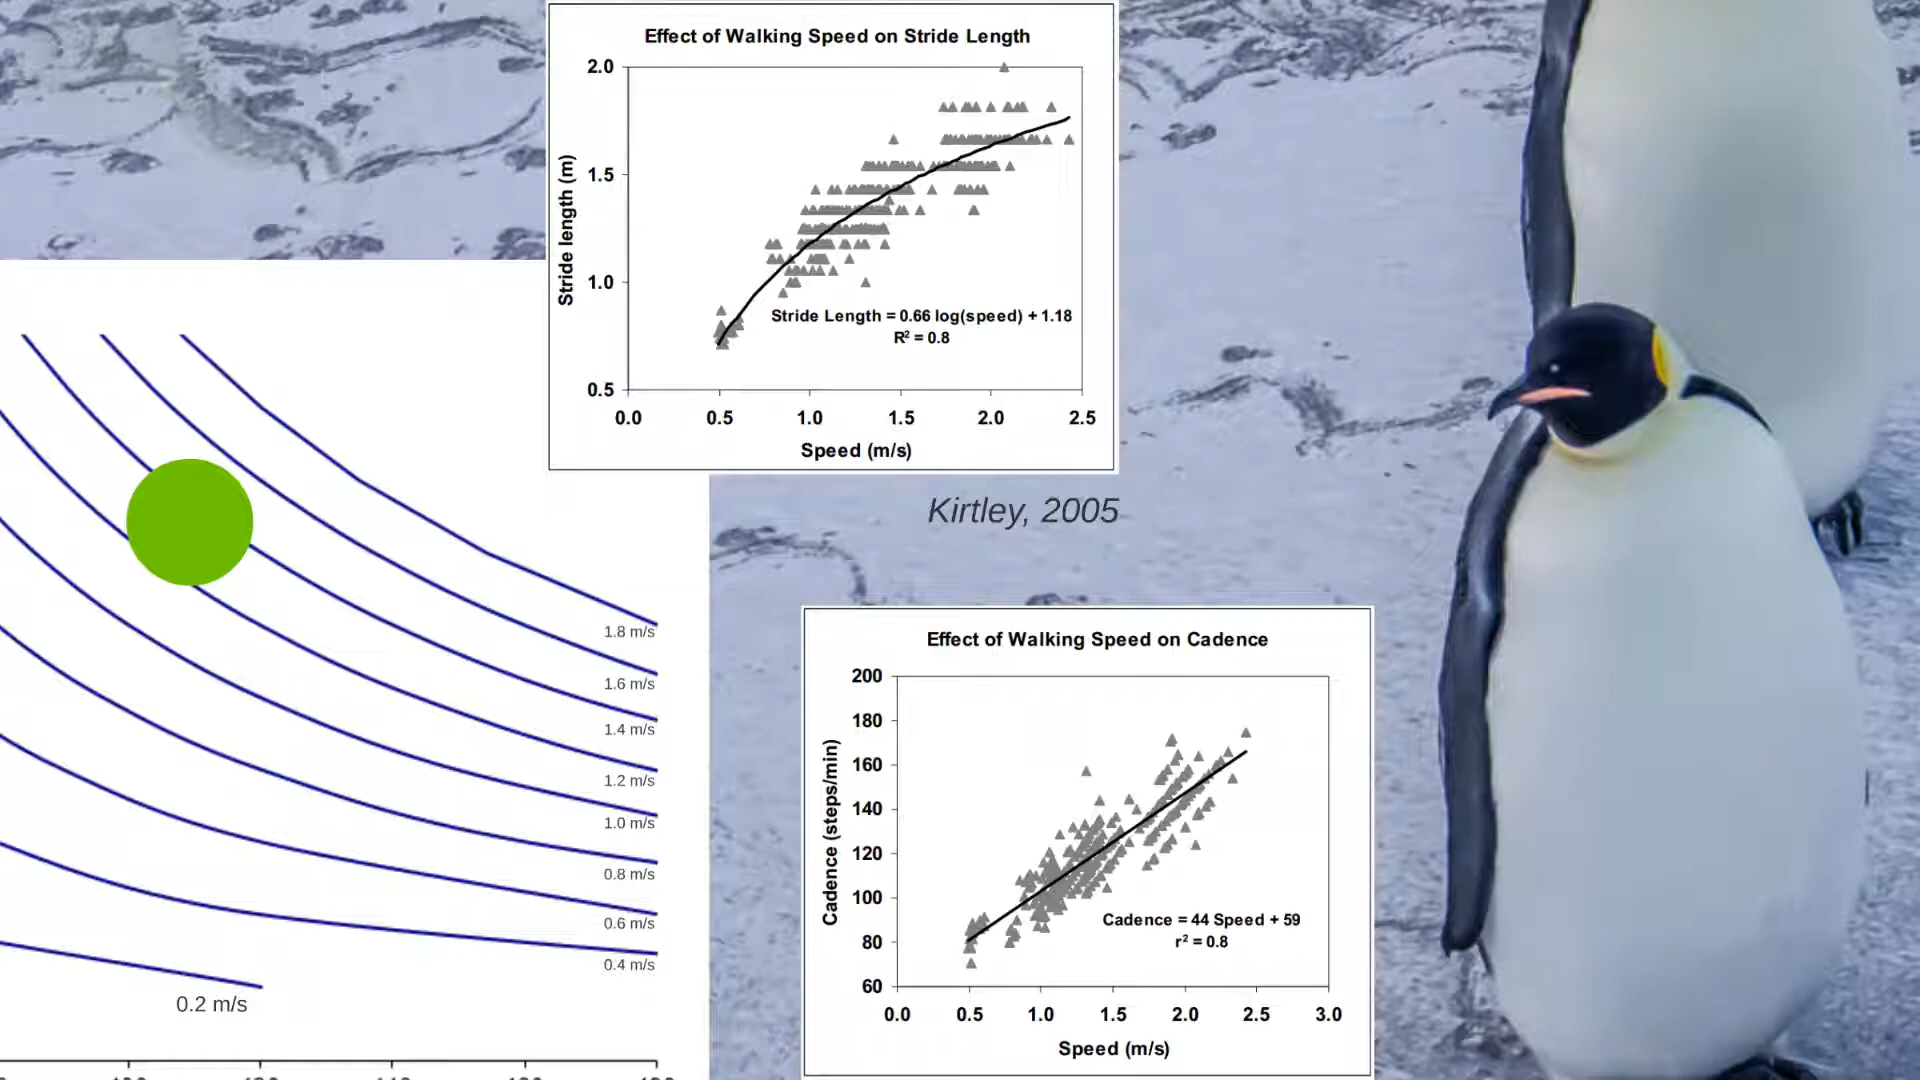 Effect of Walking Speed on Stride Length
2.0
1.5
1.0
0.5
Stride length (m)
Stride Length = 0.66 log(speed) + 1.18
R² = 0.8
0.0 0.5 1.0 1.5 2.0 2.5
Speed (m/s)
Kirtley, 2005
1.8 m/s
1.6 m/s
1.4 m/s
1.2 m/s
1.0 m/s
0.8 m/s
0.6 m/s
0.4 m/s
0.2 m/s
Effect of Walking Speed on Cadence
200
180
160
140
120
100
80
60
Cadence (steps/min)
Cadence = 44 Speed + 59
r² = 0.8
0.0 0.5 1.0 1.5 2.0 2.5 3.0
Speed (m/s)